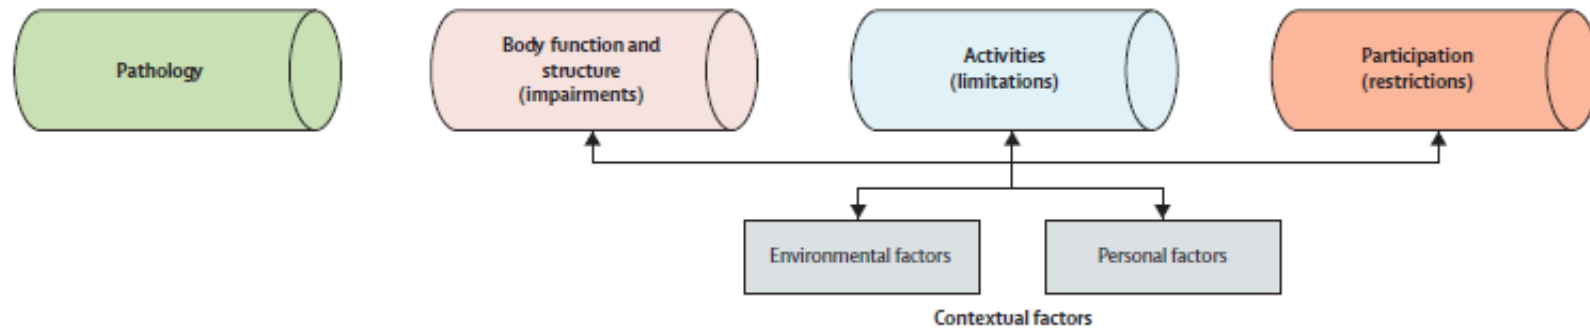 Pathology
Body function and
structure
(impairments)
Activities
(limitations)
Participation
(restrictions)
Environmental factors
Personal factors
Contextual factors